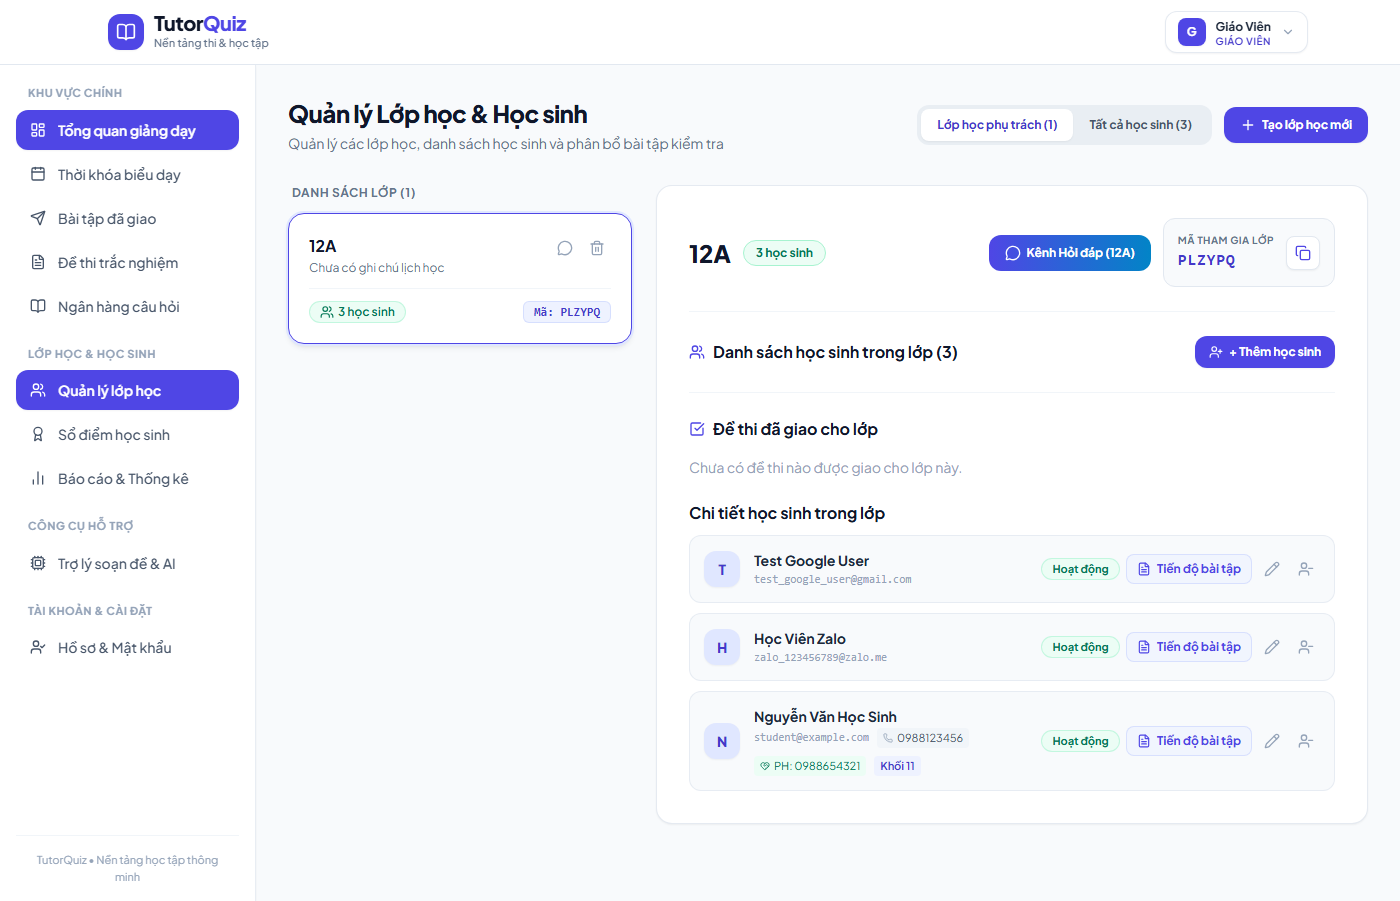 TutorQuiz
Nền tảng thi & học tập
G
Giáo Viên
GIÁO VIÊN
KHU VỰC CHÍNH
Tổng quan giảng dạy
Thời khóa biểu dạy
Bài tập đã giao
Đề thi trắc nghiệm
Ngân hàng câu hỏi
LỚP HỌC & HỌC SINH
Quản lý lớp học
Sổ điểm học sinh
Báo cáo & Thống kê
CÔNG CỤ HỖ TRỢ
Trợ lý soạn đề & AI
TÀI KHOẢN & CÀI ĐẶT
Hồ sơ & Mật khẩu
TutorQuiz • Nền tảng học tập thông
minh
Quản lý Lớp học & Học sinh
Quản lý các lớp học, danh sách học sinh và phân bổ bài tập kiểm tra
Lớp học phụ trách (1)
Tất cả học sinh (3)
Tạo lớp học mới
DANH SÁCH LỚP (1)
12A
Chưa có ghi chú lịch học
3 học sinh
Mã: PLZYPQ
12A
3 học sinh
Kênh Hỏi đáp (12A)
MÃ THAM GIA LỚP
PLZYPQ
Danh sách học sinh trong lớp (3)
+ Thêm học sinh
Đề thi đã giao cho lớp
Chưa có đề thi nào được giao cho lớp này.
Chi tiết học sinh trong lớp
T
Test Google User
test_google_user@gmail.com
Hoạt động
Tiến độ bài tập
H
Học Viên Zalo
zalo_123456789@zalo.me
Hoạt động
Tiến độ bài tập
N
Nguyễn Văn Học Sinh
student@example.com
0988123456
PH: 0988654321
Khối 11
Hoạt động
Tiến độ bài tập